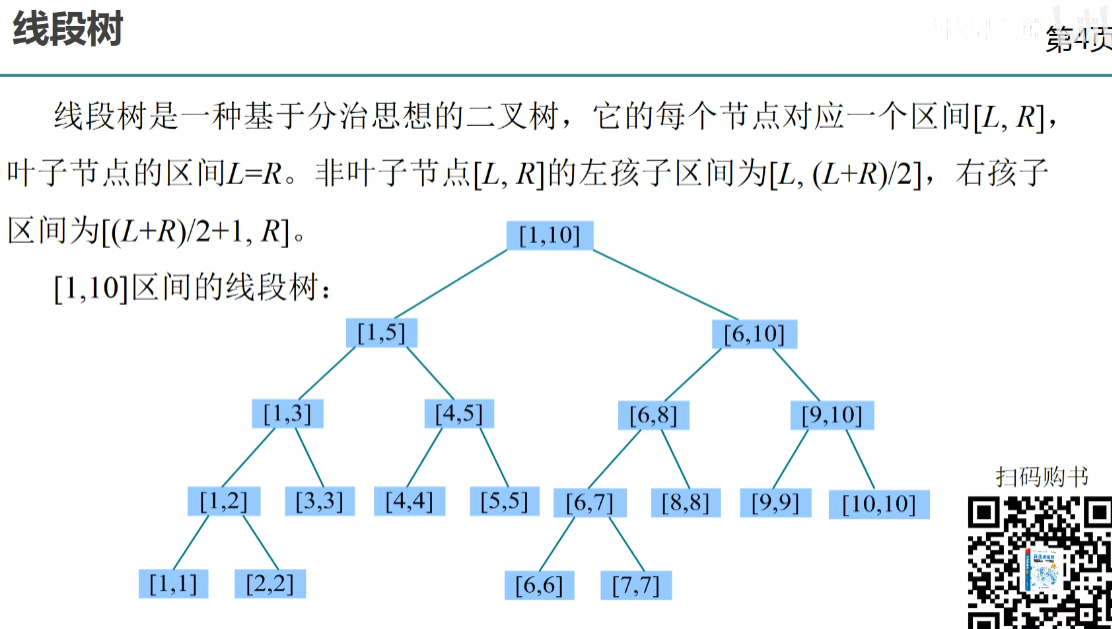 线段树
第4页
线段树是一种基于分治思想的二叉树，它的每个节点对应一个区间[L, R]，
叶子节点的区间L=R。非叶子节点[L, R]的左孩子区间为[L, (L+R)/2]，右孩子
区间为[(L+R)/2+1, R]。
[1,10]
[1,10]区间的线段树：
[1,5] [6,10]
[1,3] [4,5] [6,8] [9,10]
扫码购书
[1,2] [3,3] [4,4] [5,5] [6,7] [8,8] [9,9] [10,10]
[1,1] [2,2] [6,6] [7,7]